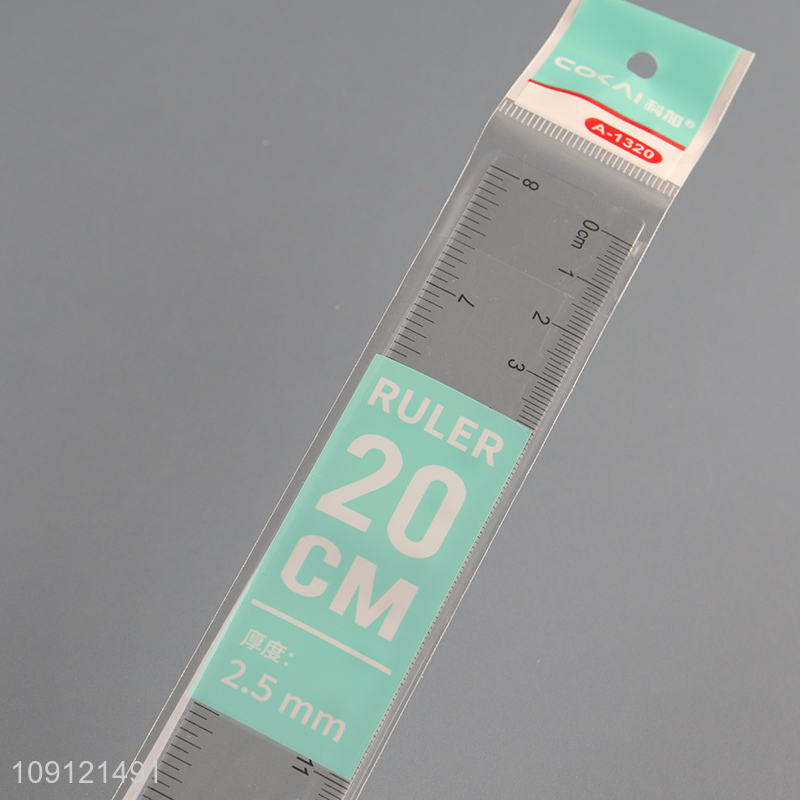 COKAI 科加®
A-1320
8
0cm
1
7
2
3
RULER
20
CM
厚度:
2.5 mm
11
109121491